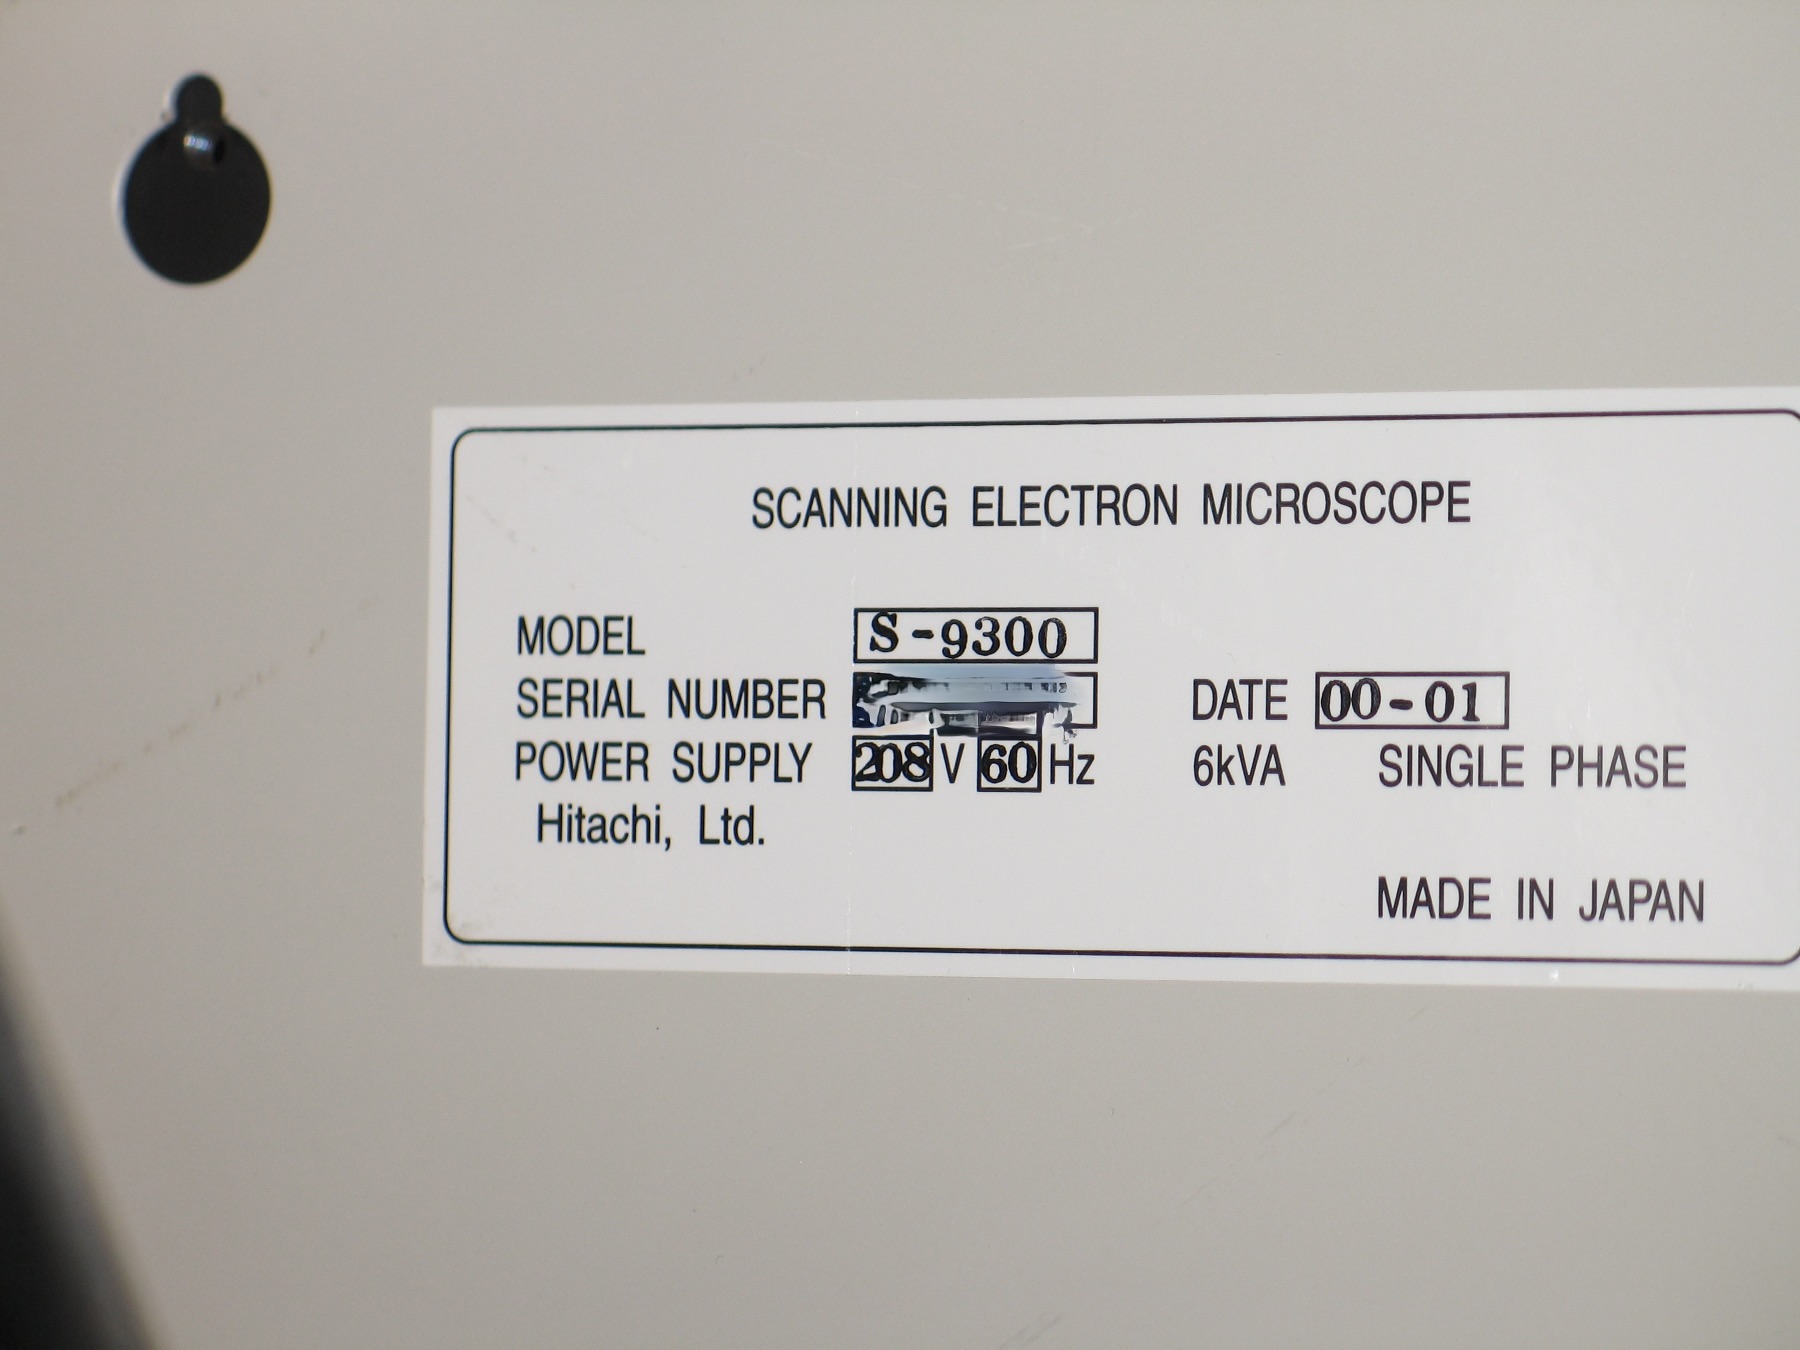 SCANNING ELECTRON MICROSCOPE
MODEL S-9300
SERIAL NUMBER DATE 00-01
POWER SUPPLY 208 V 60 Hz 6kVA SINGLE PHASE
Hitachi, Ltd.
MADE IN JAPAN